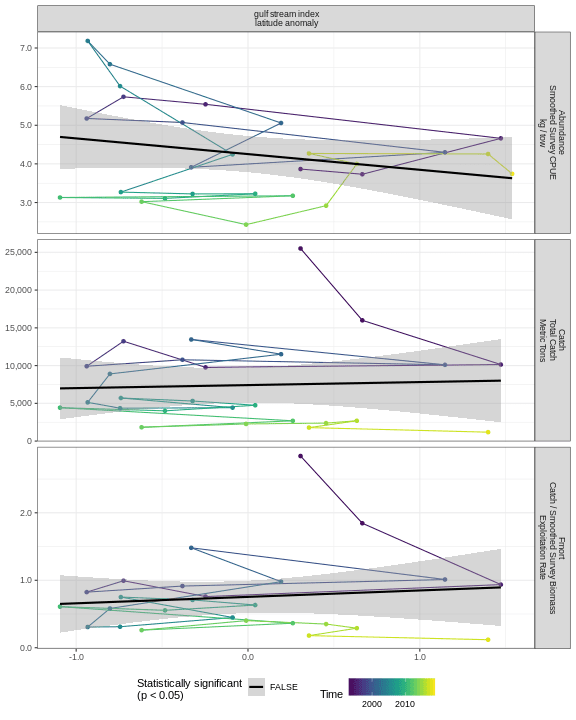 gulf stream index
latitude anomaly
7.0
6.0
5.0
4.0
3.0
Abundance
Smoothed Survey CPUE
kg / tow
25,000
20,000
15,000
10,000
5,000
0
Catch
Total Catch
Metric Tons
2.0
1.0
0.0
Fmort
Catch / Smoothed Survey Biomass
Exploitation Rate
-1.0
0.0
1.0
Statistically significant
(p < 0.05)
FALSE
Time
2000
2010